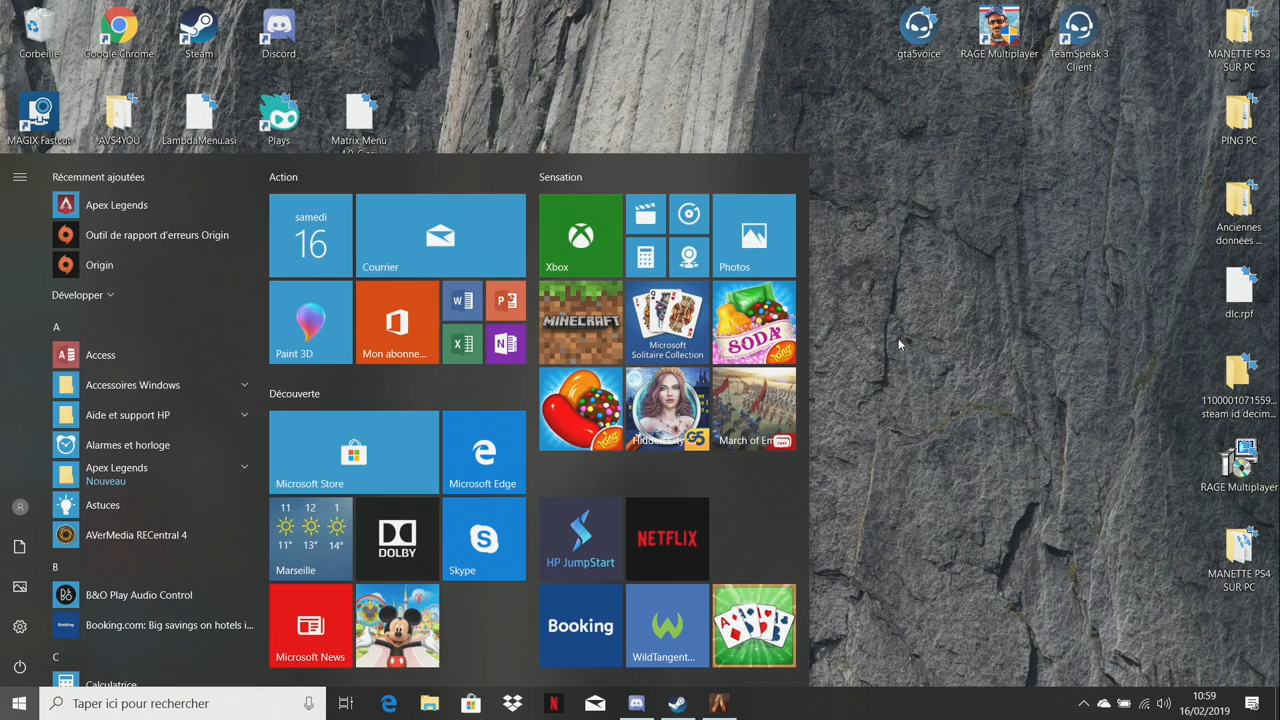 Corbeille
Google Chrome
Steam
Discord
gta5voice
RAGE Multiplayer
TeamSpeak 3
Client
MANETTE PS3
SUR PC
MAGIX Fastcut
AVS4YOU
LambdaMenu.asi
Plays
Matrix Menu
PING PC
Anciennes
données ...
dlc.rpf
1100001071559...
steam id decim...
RAGE Multiplayer
MANETTE PS4
SUR PC
Récemment ajoutées
Apex Legends
Outil de rapport d'erreurs Origin
Origin
Développer
A
Access
Accessoires Windows
Aide et support HP
Alarmes et horloge
Apex Legends
Nouveau
Astuces
AVerMedia RECentral 4
B
B&O Play Audio Control
Booking.com: Big savings on hotels i...
C
Calculatrice
Action
samedi
16
Courrier
Paint 3D
Mon abonne...
Découverte
Microsoft Store
Microsoft Edge
11 12 1
11° 13° 14°
Marseille
DOLBY
Skype
Microsoft News
Sensation
Xbox
Photos
MINECRAFT
Microsoft
Solitaire Collection
SODA
King
King
Hidden City
G5
March of Em...
HP JumpStart
NETFLIX
Booking
WildTangent...
Taper ici pour rechercher
10:59
16/02/2019